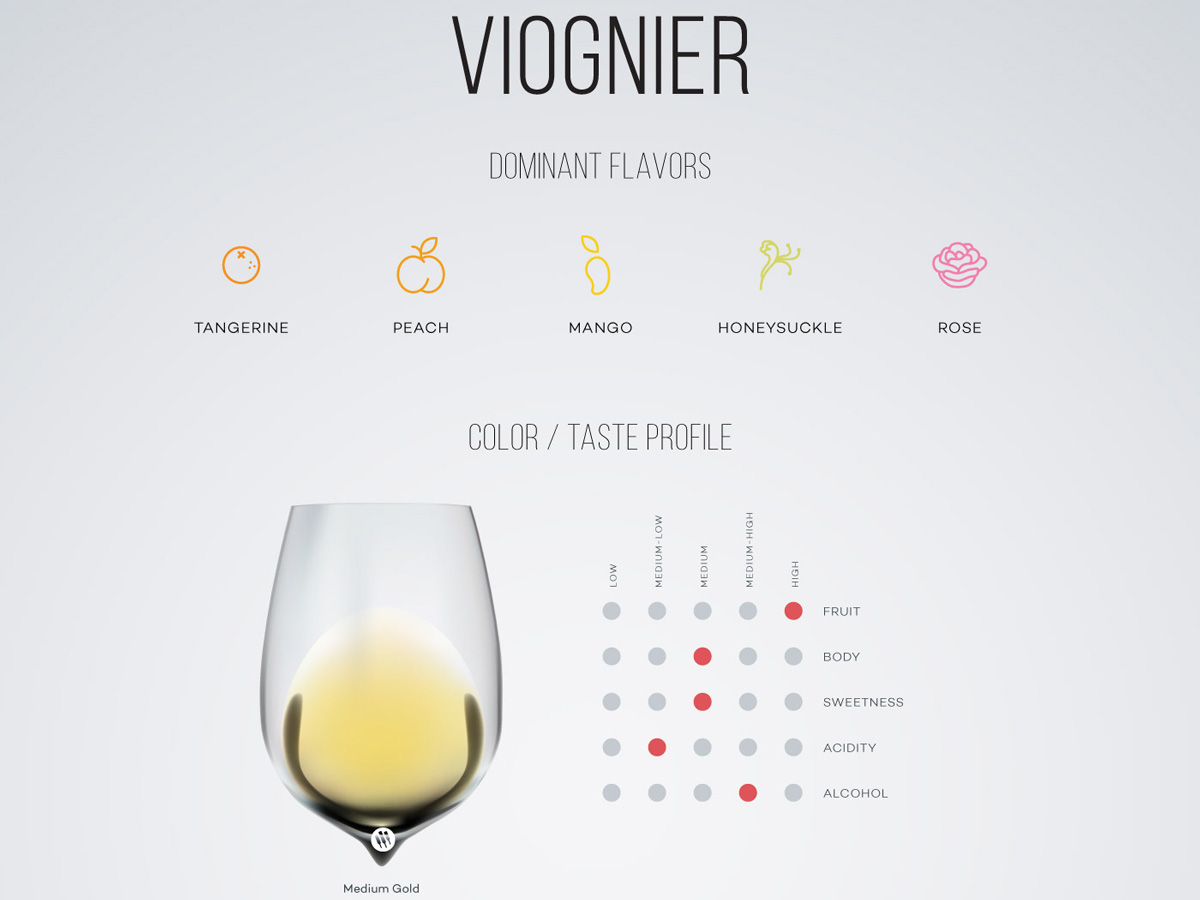 VIOGNIER
DOMINANT FLAVORS
TANGERINE
PEACH
MANGO
HONEYSUCKLE
ROSE
COLOR / TASTE PROFILE
LOW
MEDIUM-LOW
MEDIUM
MEDIUM-HIGH
HIGH
FRUIT
BODY
SWEETNESS
ACIDITY
ALCOHOL
Medium Gold